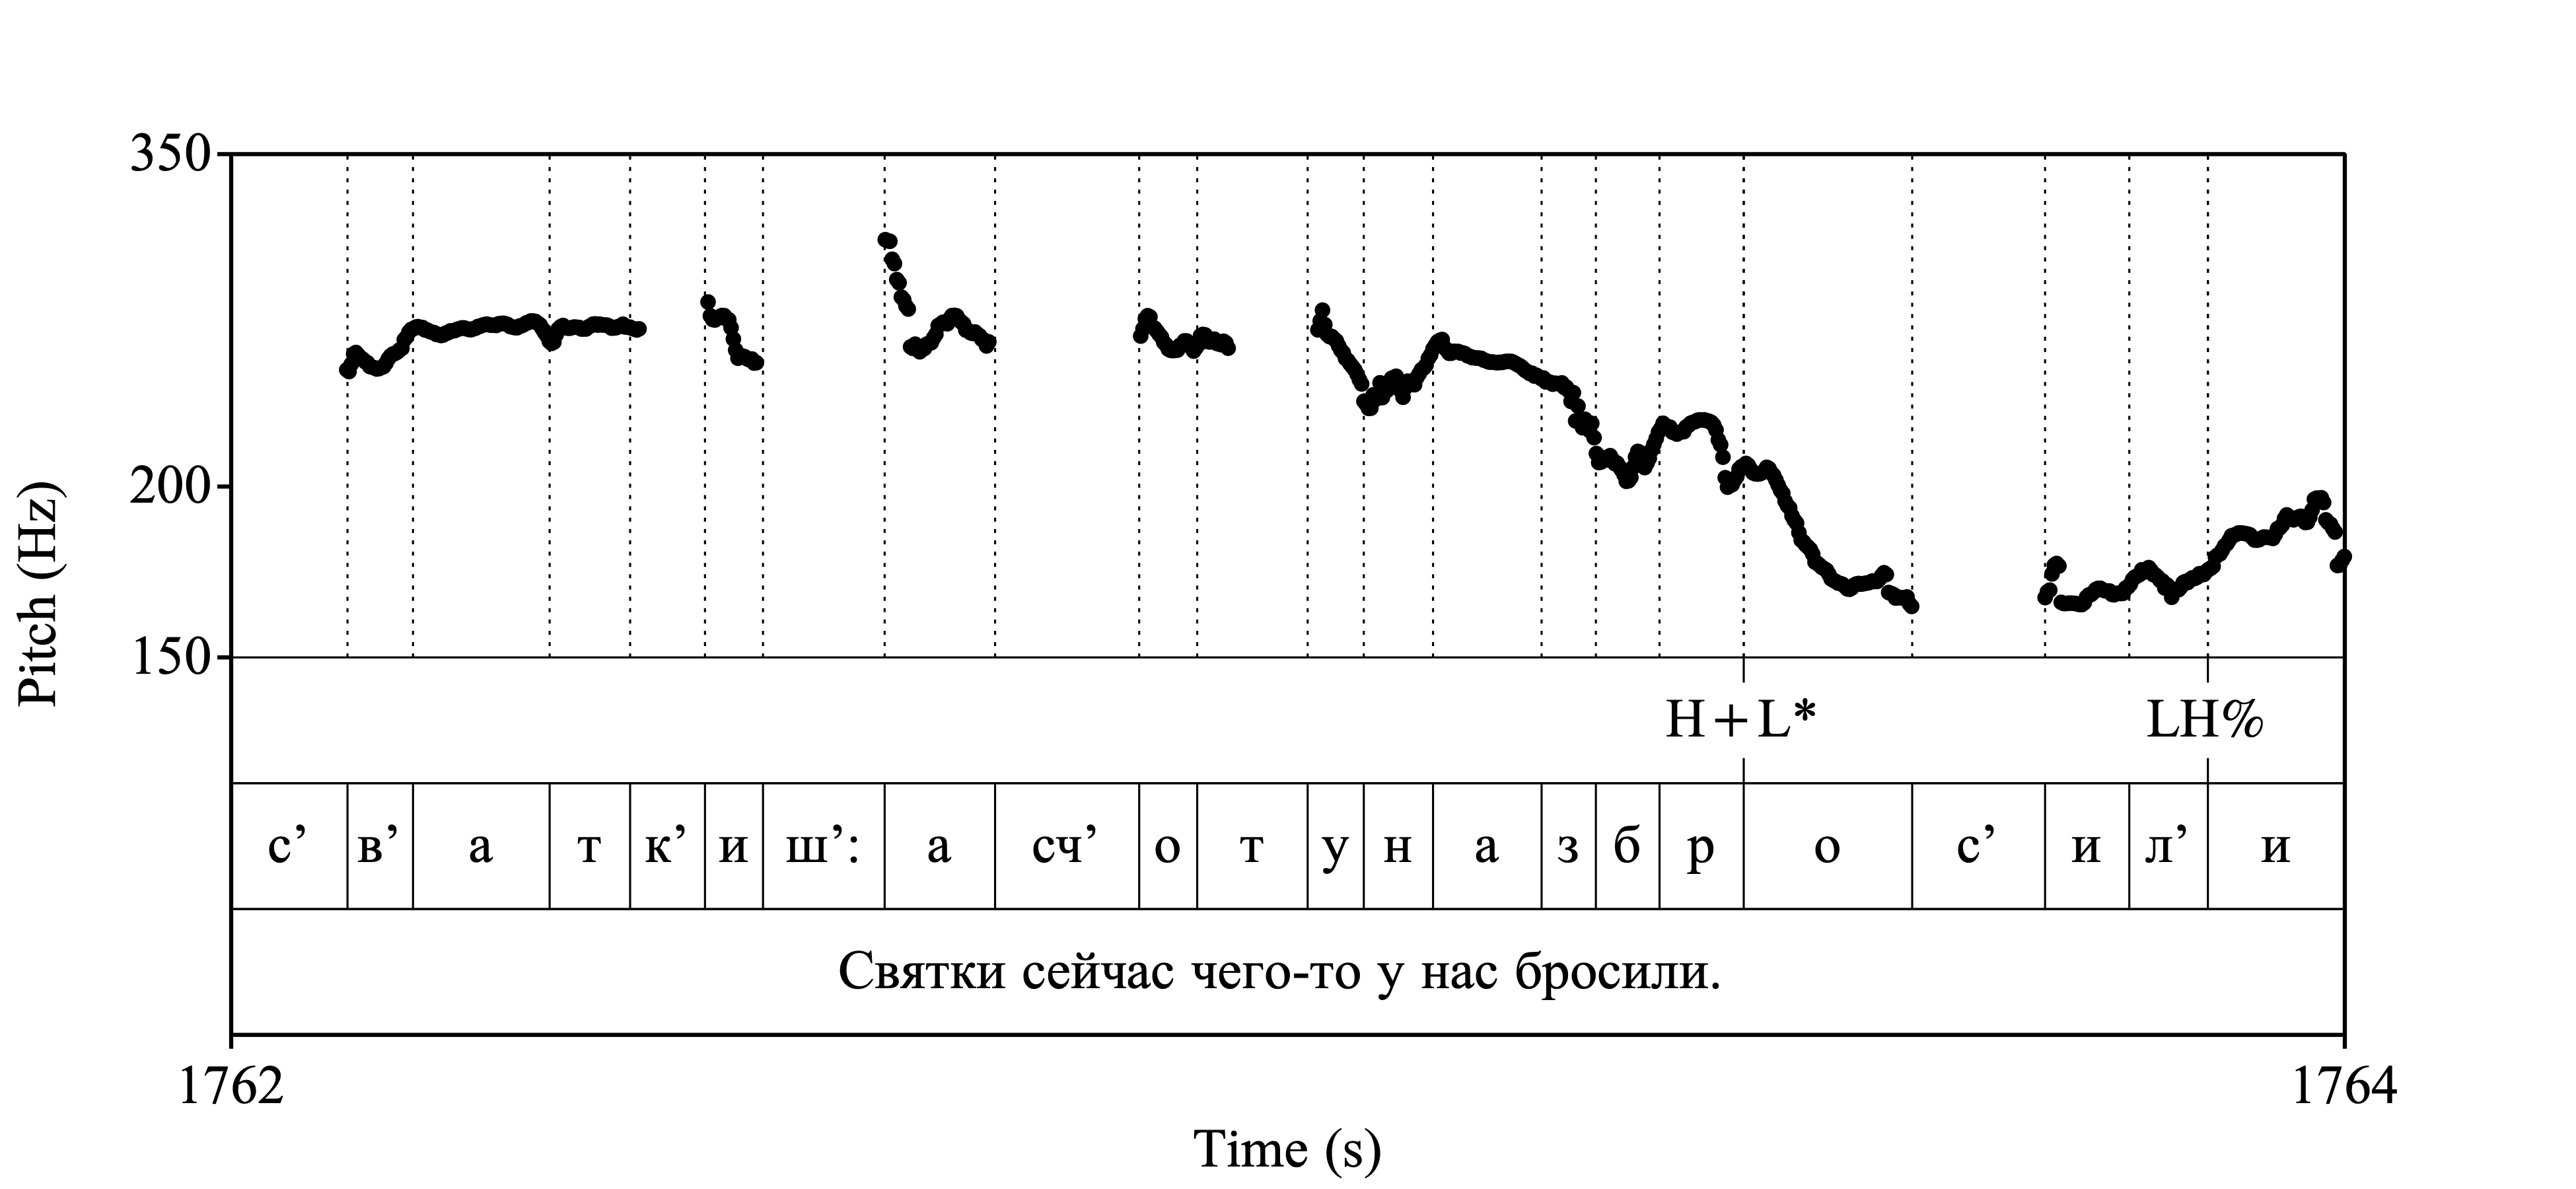 350
200
150
Pitch (Hz)
H+L* LH%
с’ в’ а т к’ и ш’: а сч’ о т у н а з б р о с’ и л’ и
Святки сейчас чего-то у нас бросили.
1762 1764
Time (s)